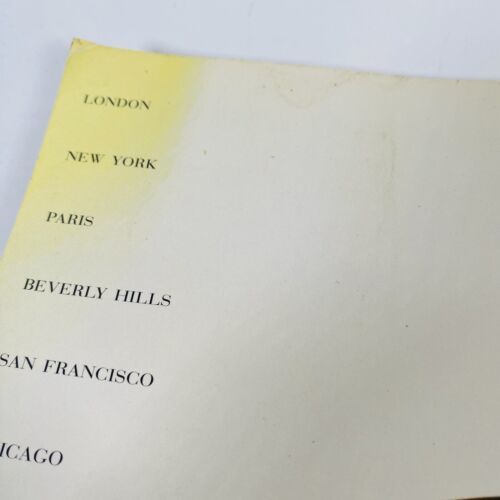 LONDON
NEW YORK
PARIS
BEVERLY HILLS
SAN FRANCISCO
ICAGO